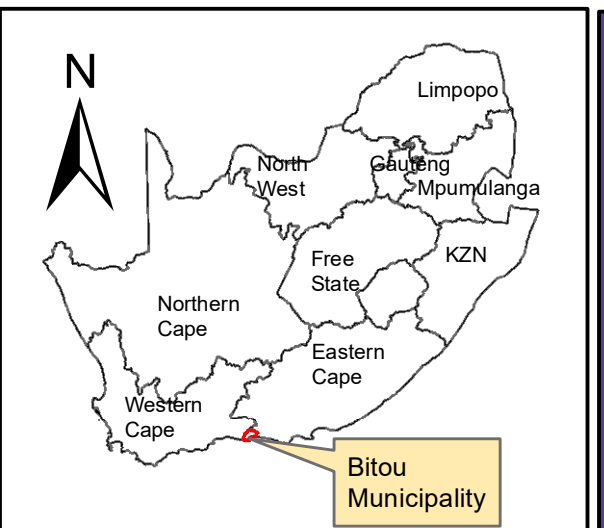 N
Limpopo
North
West
Gauteng
Mpumulanga
Free
State
KZN
Northern
Cape
Eastern
Cape
Western
Cape
Bitou
Municipality